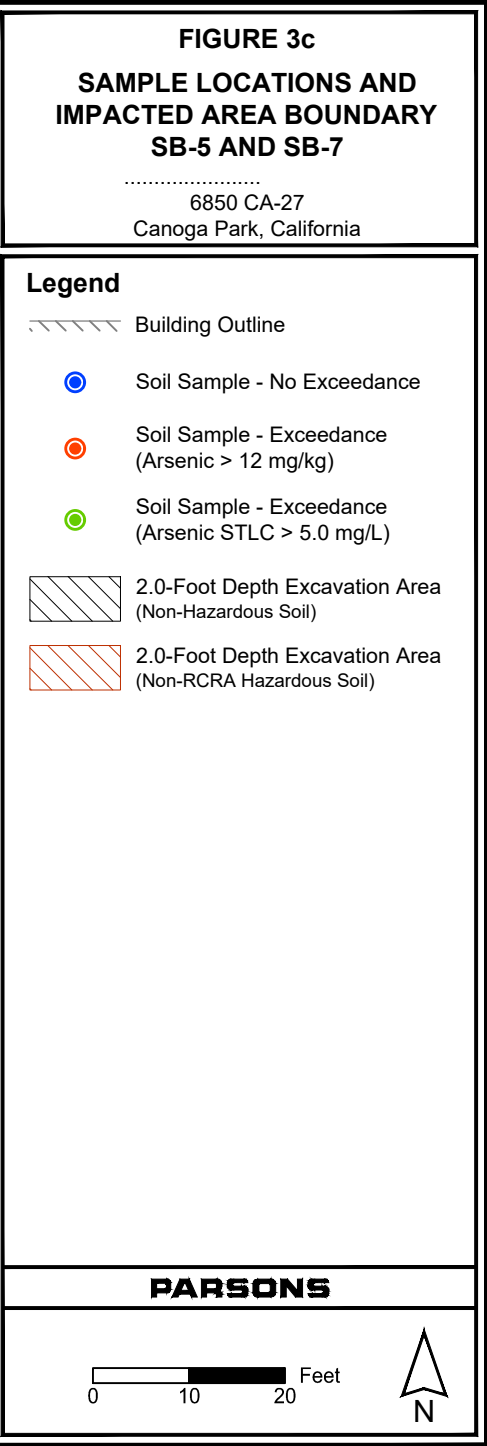 FIGURE 3c
SAMPLE LOCATIONS AND
IMPACTED AREA BOUNDARY
SB-5 AND SB-7
.......................
6850 CA-27
Canoga Park, California
Legend
Building Outline
Soil Sample - No Exceedance
Soil Sample - Exceedance
(Arsenic > 12 mg/kg)
Soil Sample - Exceedance
(Arsenic STLC > 5.0 mg/L)
2.0-Foot Depth Excavation Area
(Non-Hazardous Soil)
2.0-Foot Depth Excavation Area
(Non-RCRA Hazardous Soil)
PARSONS
Feet
0 10 20
N